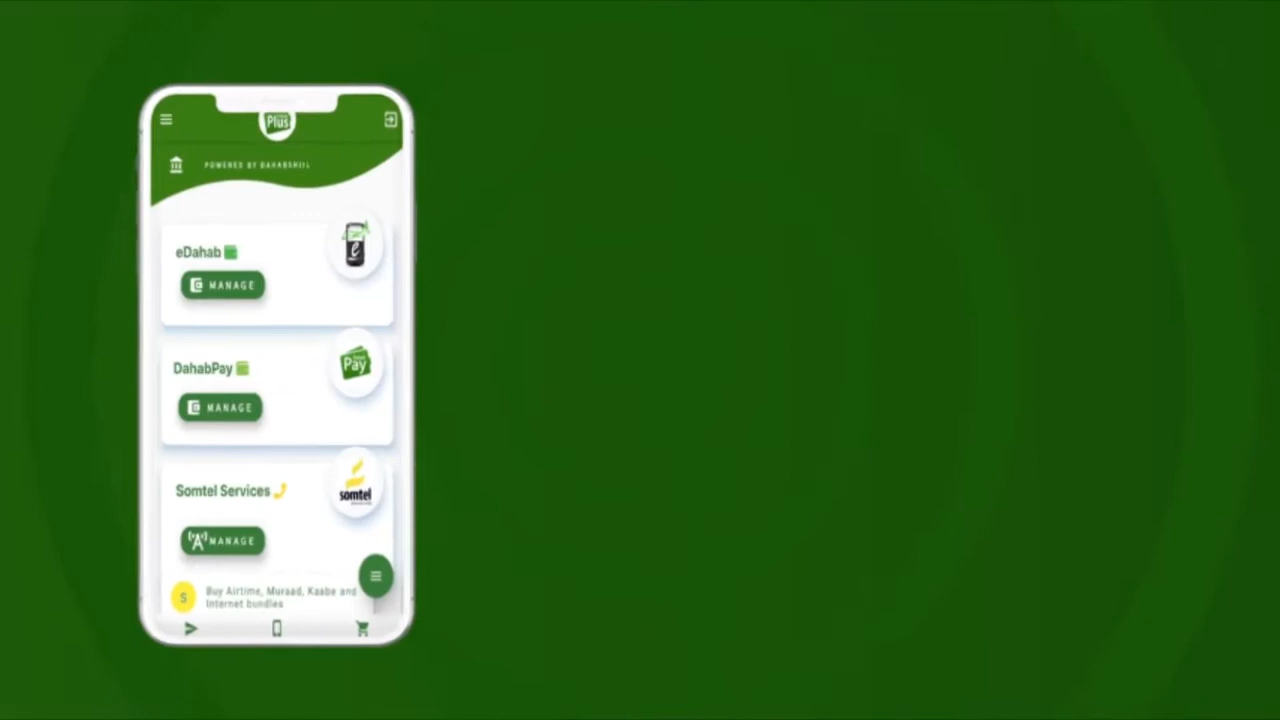 Plus
POWERED BY DAHABSHIIL
eDahab
MANAGE
DahabPay
Pay
MANAGE
Somtel Services
somtel
MANAGE
S
Buy Airtime, Muraad, Kaabe and
Internet bundles